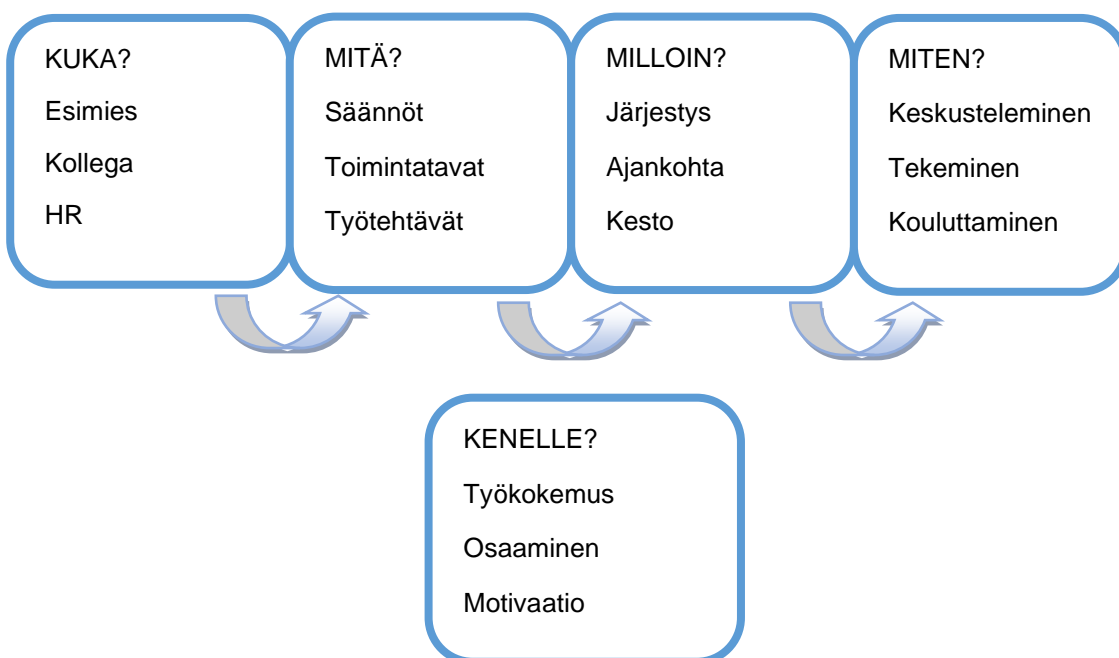 KUKA?
Esimies
Kollega
HR
MITÄ?
Säännöt
Toimintatavat
Työtehtävät
MILLOIN?
Järjestys
Ajankohta
Kesto
MITEN?
Keskusteleminen
Tekeminen
Kouluttaminen
KENELLE?
Työkokemus
Osaaminen
Motivaatio